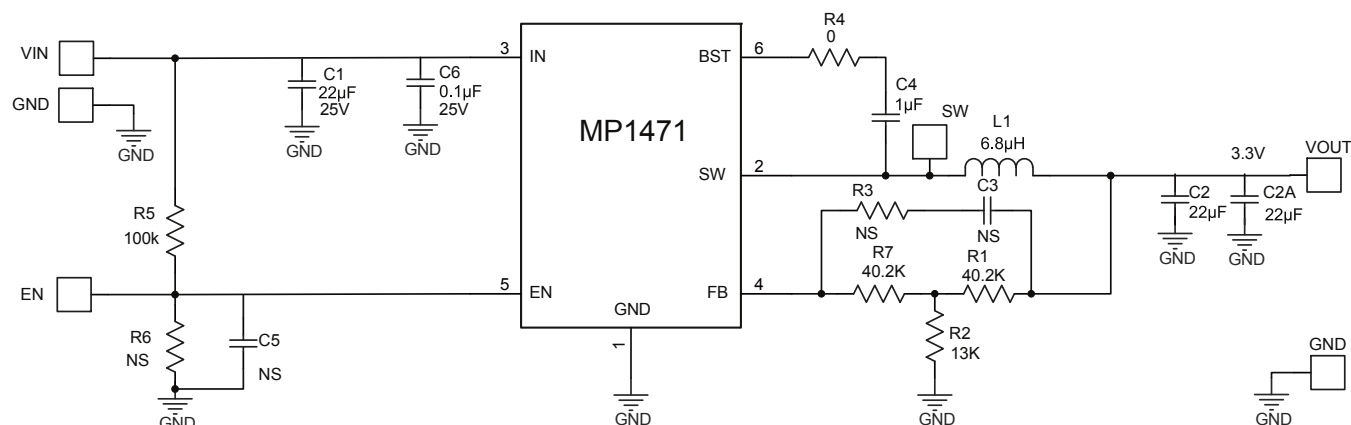 VIN
GND
GND
R5
100k
EN
R6
NS
C5
NS
GND
C1
22µF
25V
GND
C6
0.1µF
25V
GND
3
IN
5
EN
MP1471
BST
6
SW
2
FB
4
GND
1
GND
R4
0
C4
1µF
SW
L1
6.8µH
R3
NS
C3
NS
R7
40.2K
R1
40.2K
R2
13K
GND
3.3V
VOUT
C2
22µF
GND
C2A
22µF
GND
GND
GND